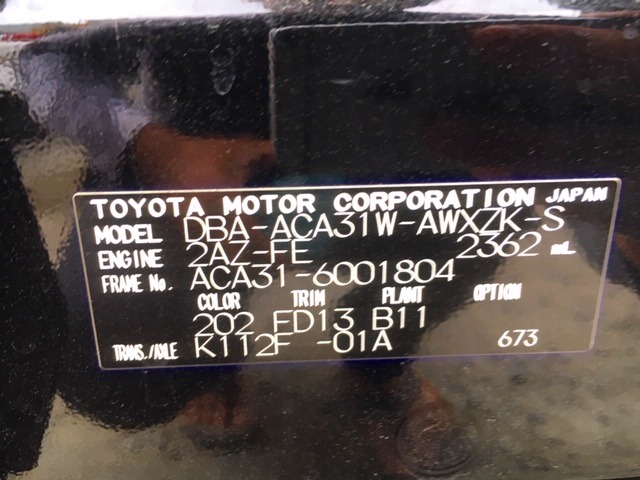 TOYOTA MOTOR CORPORATION JAPAN
MODEL DBA-ACA31W-AWXZK-S
ENGINE 2AZ-FE 2362 mL
FRAME No. ACA31-6001804
COLOR TRIM PLANT OPTION
202 FD13 B11
TRANS./AXLE K112F -01A 673